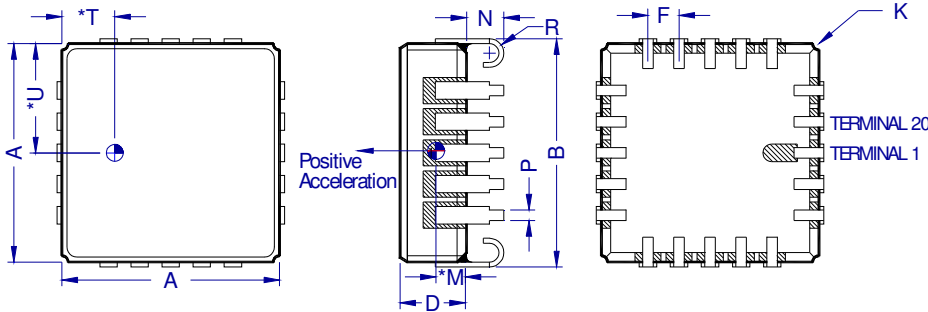 *T
*U
A
A
N
R
Positive
Acceleration
P
B
*M
D
F
K
TERMINAL 20
TERMINAL 1